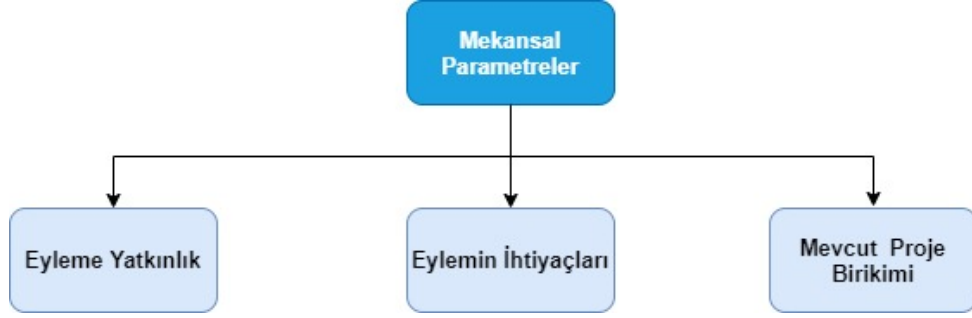 Mekansal
Parametreler
Eyleme Yatkınlık
Eylemin İhtiyaçları
Mevcut Proje
Birikimi